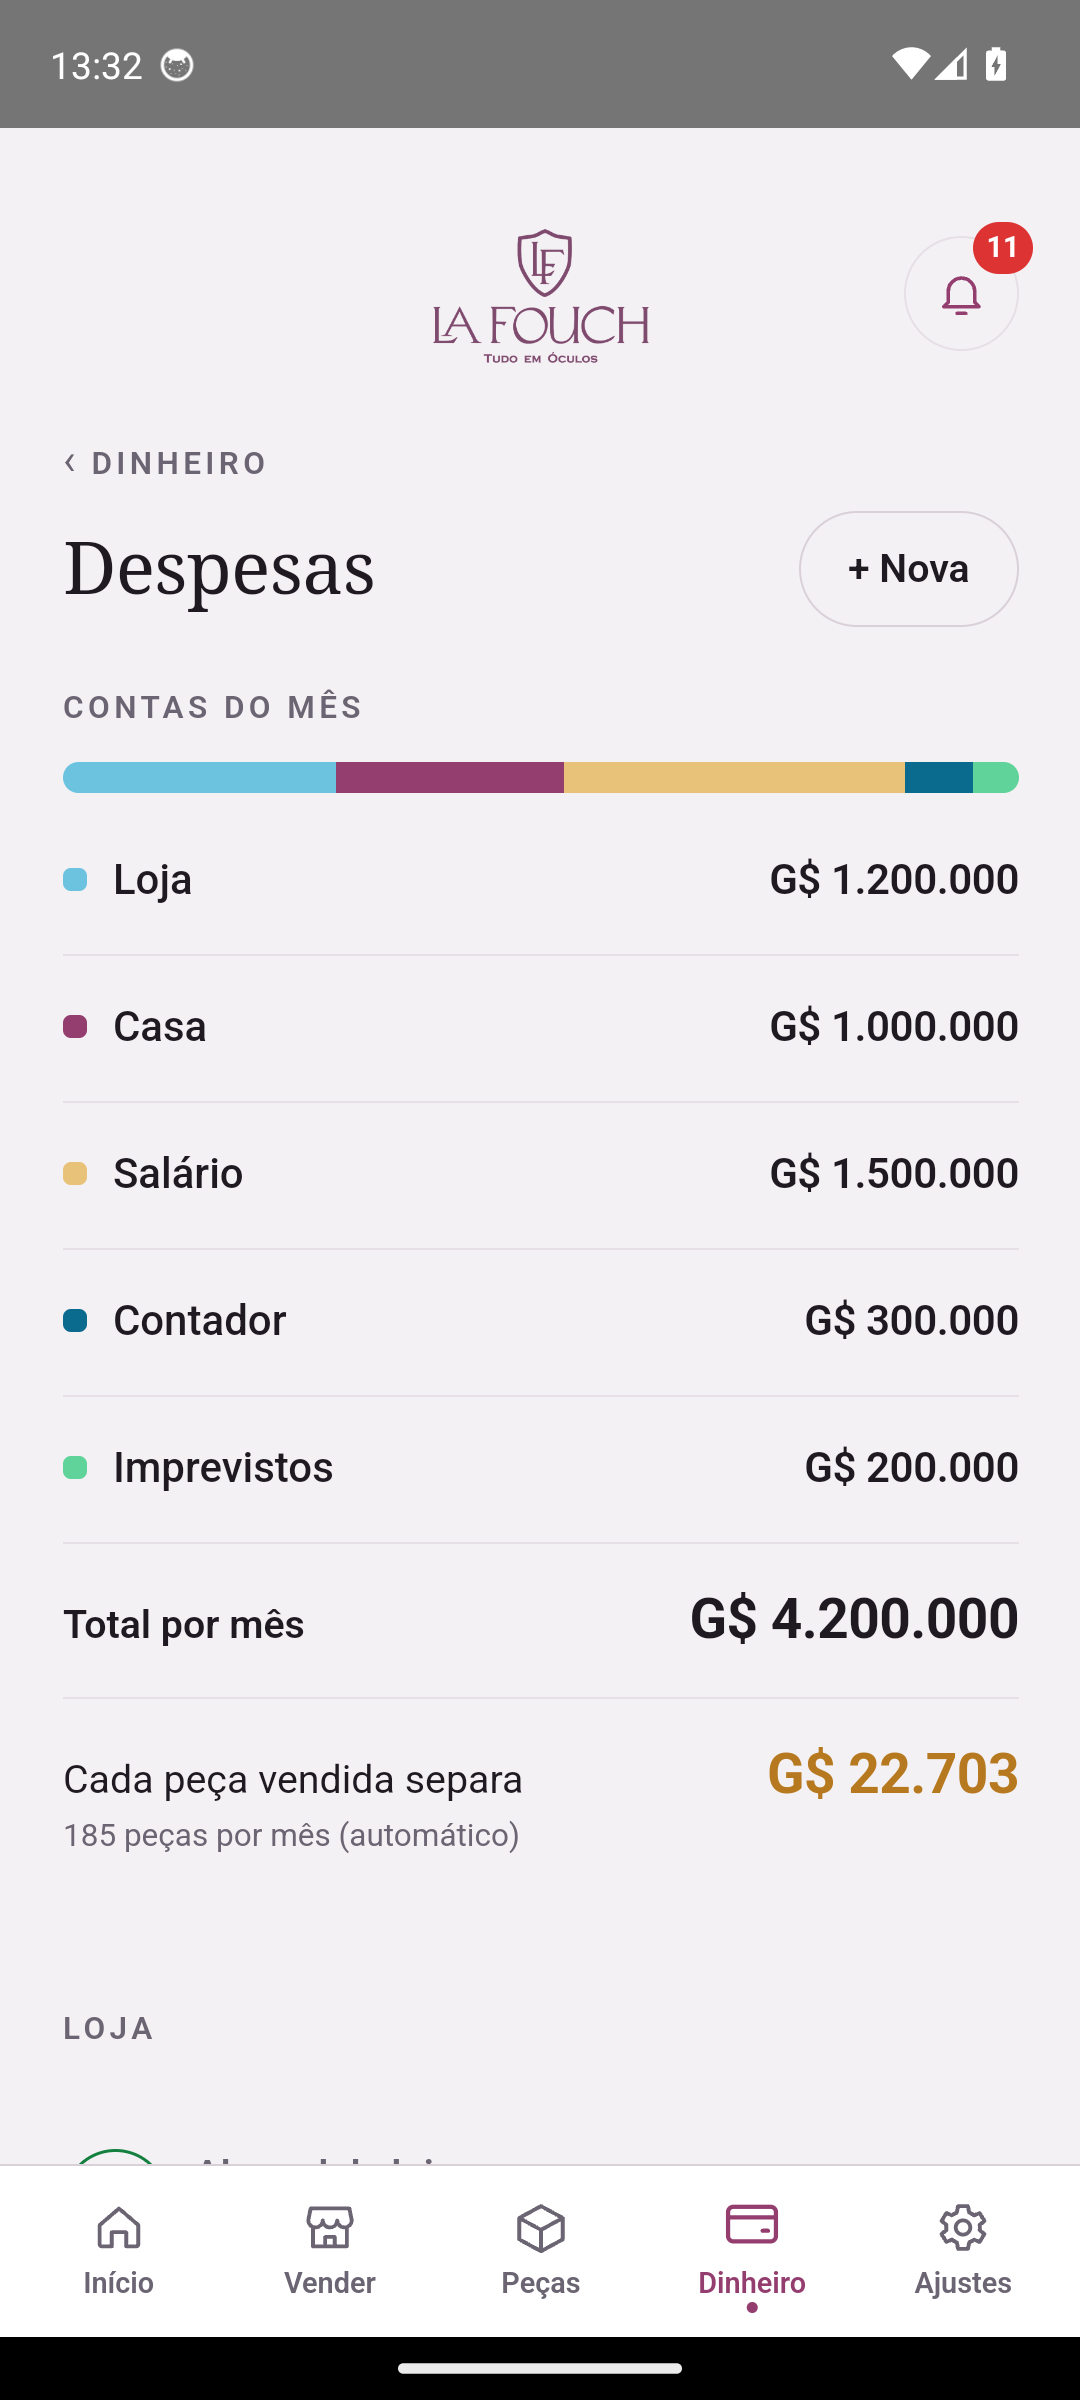 13:32
11
LF
LA FOUCH
TUDO EM ÓCULOS
‹ DINHEIRO
Despesas
+ Nova
CONTAS DO MÊS
Loja G$ 1.200.000
Casa G$ 1.000.000
Salário G$ 1.500.000
Contador G$ 300.000
Imprevistos G$ 200.000
Total por mês G$ 4.200.000
Cada peça vendida separa G$ 22.703
185 peças por mês (automático)
LOJA
Início Vender Peças Dinheiro Ajustes